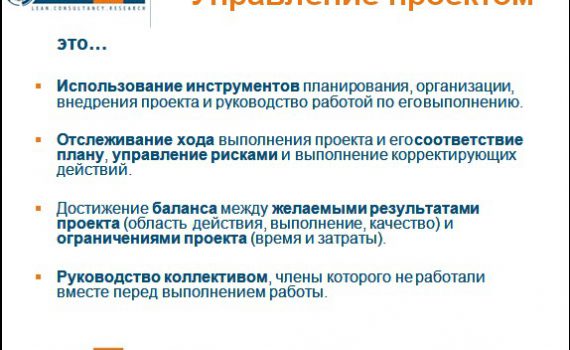 LEAN.CONSULTANCY.RESEARCH
Управление проектом
это...
Использование инструментов планирования, организации,
внедрения проекта и руководство работой по еговыполнению.
Отслеживание хода выполнения проекта и егосоответствие
плану, управление рисками и выполнение корректирующих
действий.
Достижение баланса между желаемыми результатами
проекта (область действия, выполнение, качество) и
ограничениями проекта (время и затраты).
Руководство коллективом, члены которого не работали
вместе перед выполнением работы.